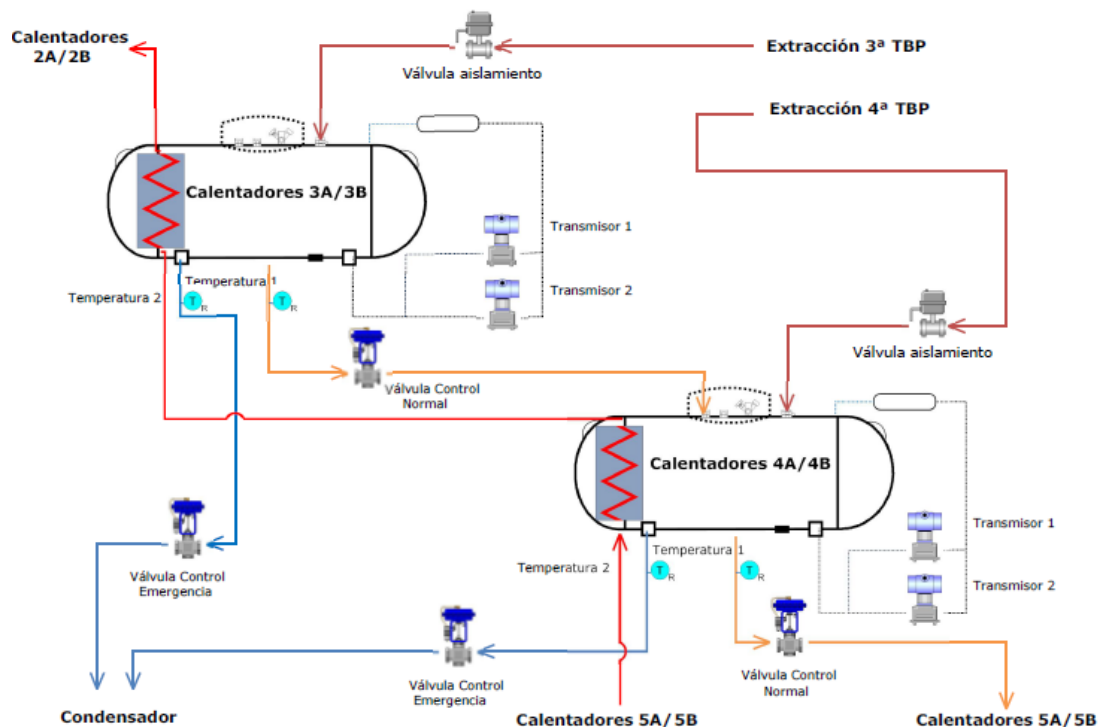 Calentadores
2A/2B
Extracción 3ª TBP
Válvula aislamiento
Extracción 4ª TBP
Calentadores 3A/3B
Transmisor 1
Temperatura 1
Temperatura 2
T
R
T
R
Transmisor 2
Válvula aislamiento
Válvula Control
Normal
Calentadores 4A/4B
Transmisor 1
Temperatura 1
Temperatura 2
T
R
T
R
Transmisor 2
Válvula Control
Emergencia
Válvula Control
Emergencia
Válvula Control
Normal
Condensador
Calentadores 5A/5B
Calentadores 5A/5B